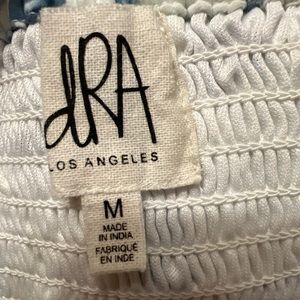 dRA
LOS ANGELES
M
MADE
IN INDIA
FABRIQUÉ
EN INDE